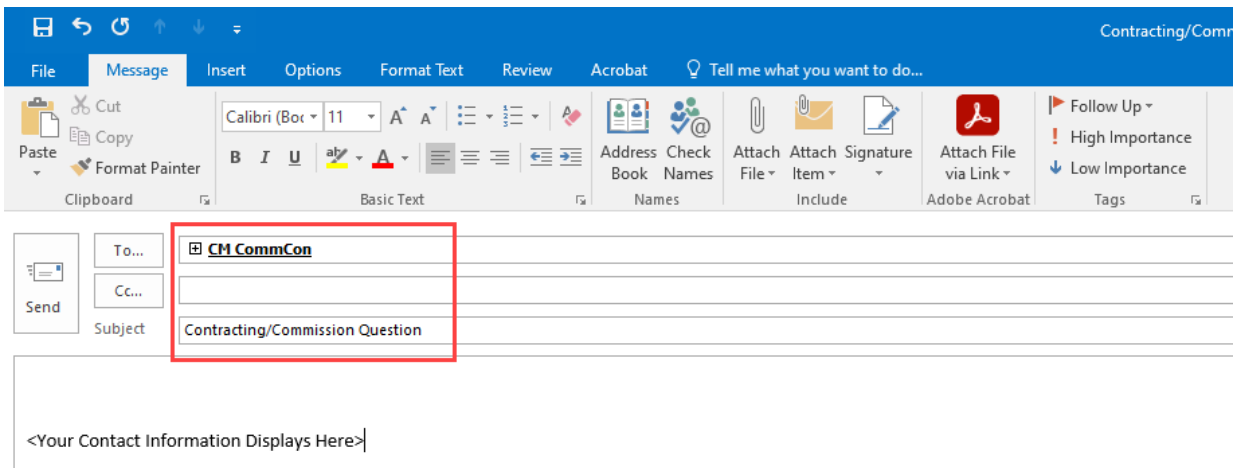 Contracting/Comm
File Message Insert Options Format Text Review Acrobat Tell me what you want to do...
Paste
Cut
Copy
Format Painter
Clipboard
Calibri (Boc 11
B I U
Basic Text
Address Book
Check Names
Names
Attach File
Attach Item
Signature
Include
Attach File via Link
Adobe Acrobat
Follow Up
High Importance
Low Importance
Tags
Send
To...
CM CommCon
Cc...
Subject
Contracting/Commission Question
<Your Contact Information Displays Here>